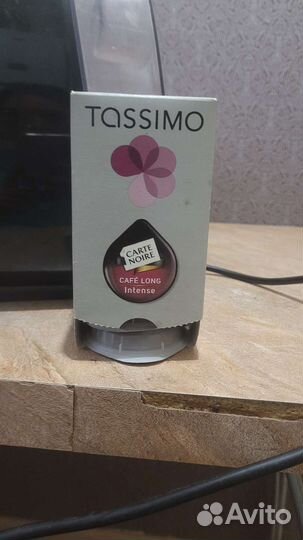 TASSIMO
CARTE
NOIRE
CAFÉ LONG
Intense
Avito